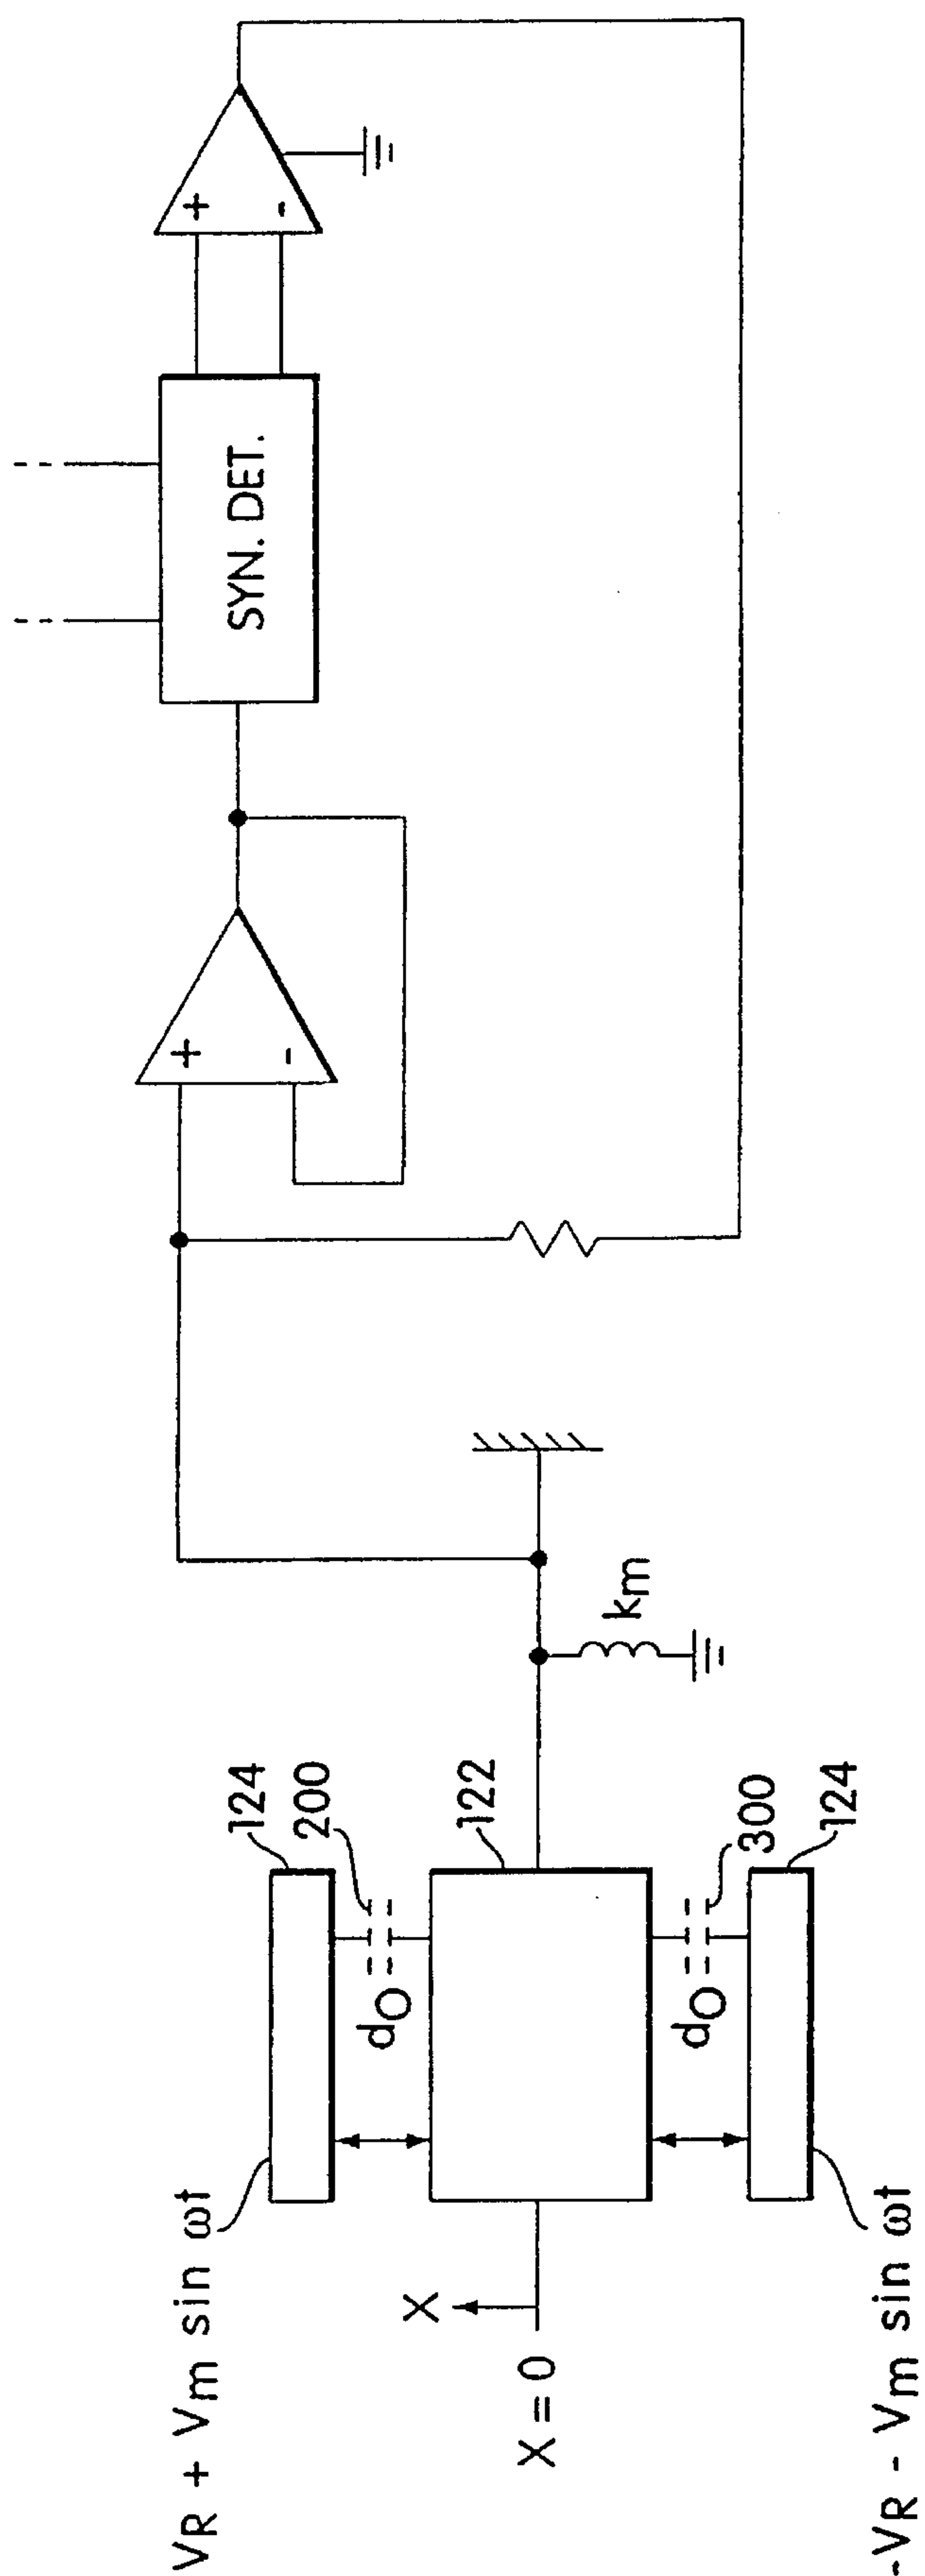 VR + Vm sin ωt
124
200
dO
X
X = 0
122
km
dO
300
124
-VR - Vm sin ωt
+
-
SYN. DET.
+
-